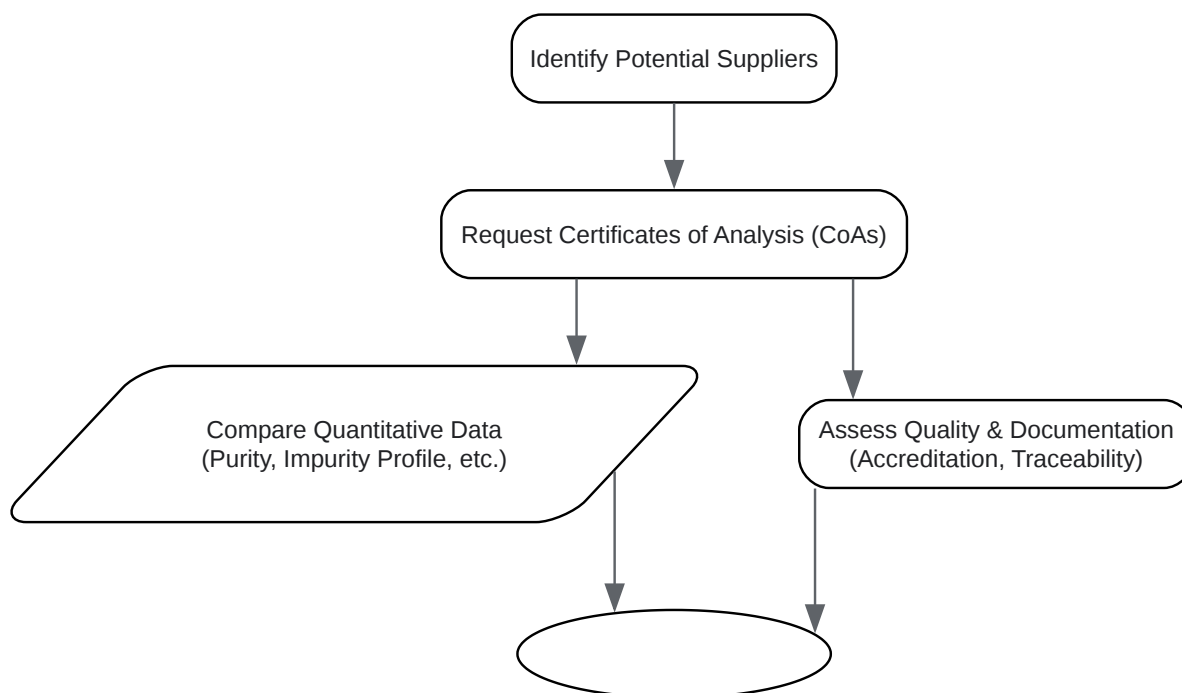 Identify Potential Suppliers
Request Certificates of Analysis (CoAs)
Compare Quantitative Data
(Purity, Impurity Profile, etc.)
Assess Quality & Documentation
(Accreditation, Traceability)